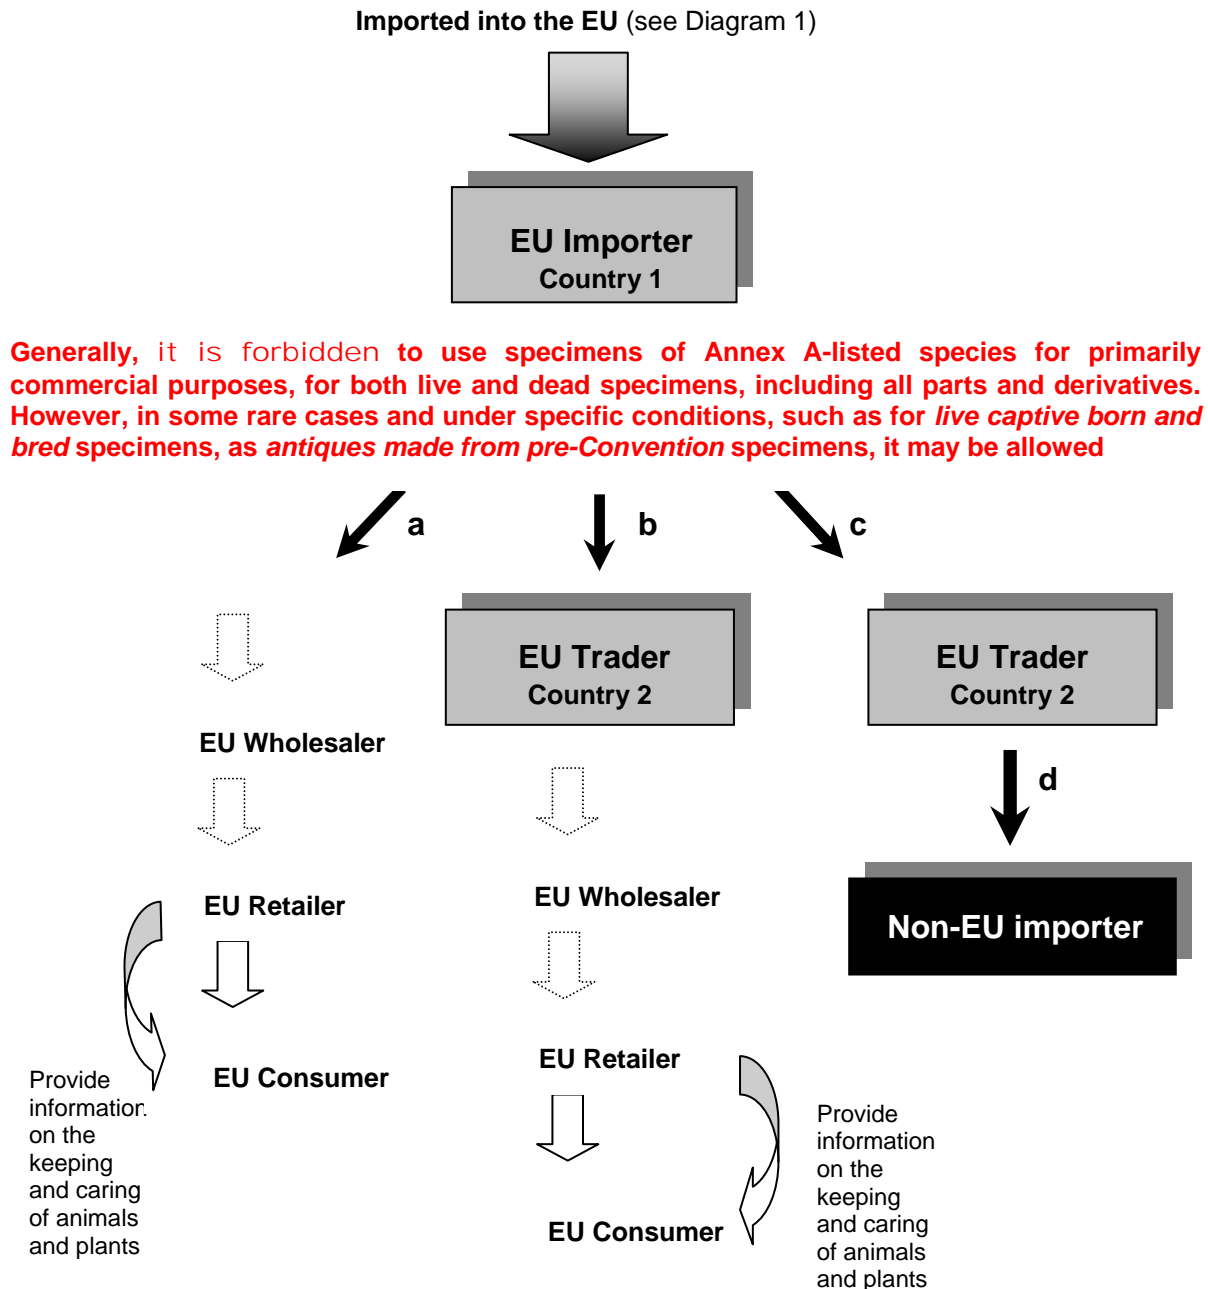 Imported into the EU (see Diagram 1)
EU Importer
Country 1
Generally, it is forbidden to use specimens of Annex A-listed species for primarily
commercial purposes, for both live and dead specimens, including all parts and derivatives.
However, in some rare cases and under specific conditions, such as for live captive born and
bred specimens, as antiques made from pre-Convention specimens, it may be allowed
a
b
c
EU Wholesaler
EU Retailer
EU Consumer
Provide
information
on the
keeping
and caring
of animals
and plants
EU Trader
Country 2
EU Wholesaler
EU Retailer
EU Consumer
Provide
information
on the
keeping
and caring
of animals
and plants
EU Trader
Country 2
d
Non-EU importer